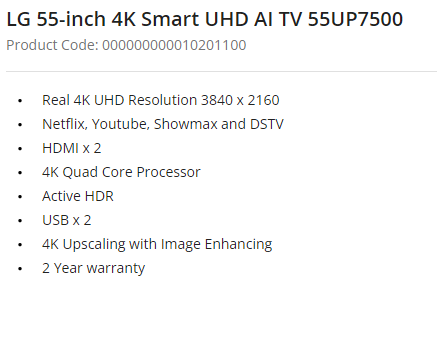 LG 55-inch 4K Smart UHD AI TV 55UP7500
Product Code: 000000000010201100
• Real 4K UHD Resolution 3840 x 2160
• Netflix, Youtube, Showmax and DSTV
• HDMI x 2
• 4K Quad Core Processor
• Active HDR
• USB x 2
• 4K Upscaling with Image Enhancing
• 2 Year warranty